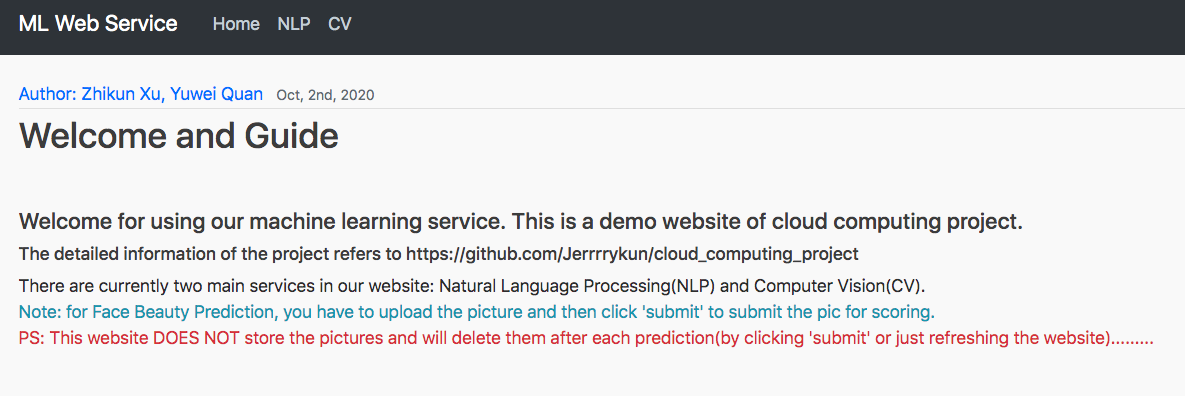 ML Web Service Home NLP CV
Author: Zhikun Xu, Yuwei Quan Oct, 2nd, 2020
Welcome and Guide
Welcome for using our machine learning service. This is a demo website of cloud computing project.
The detailed information of the project refers to https://github.com/Jerrrrykun/cloud_computing_project
There are currently two main services in our website: Natural Language Processing(NLP) and Computer Vision(CV).
Note: for Face Beauty Prediction, you have to upload the picture and then click 'submit' to submit the pic for scoring.
PS: This website DOES NOT store the pictures and will delete them after each prediction(by clicking 'submit' or just refreshing the website).........